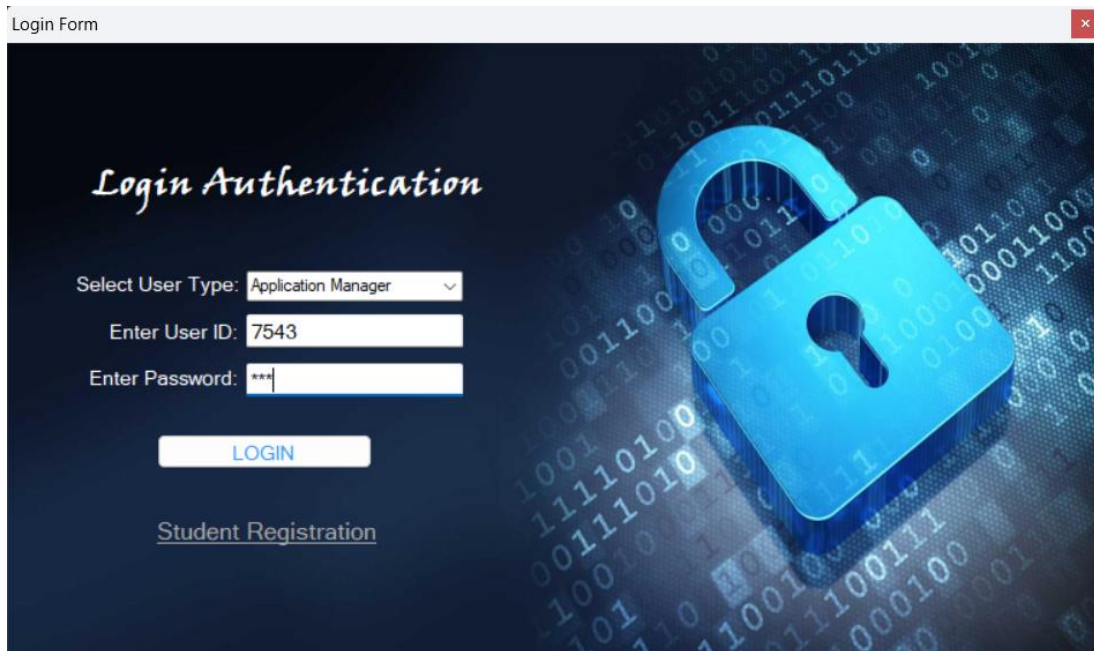 Login Form
Login Authentication
Select User Type: Application Manager
Enter User ID: 7543
Enter Password: ***
LOGIN
Student Registration